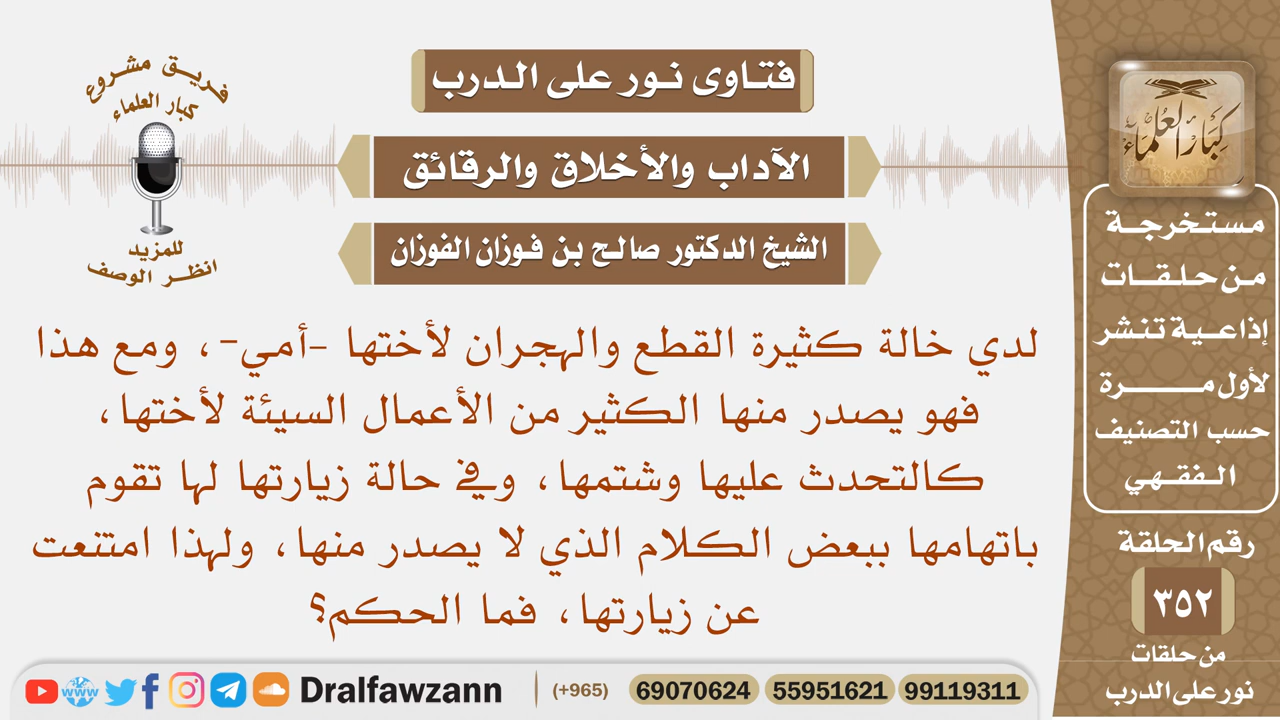 فتاوى نور على الدرب
الآداب والأخلاق والرقائق
الشيخ الدكتور صالح بن فوزان الفوزان
فريق مشروع
كبار العلماء
للمزيد
انظر الوصف
لدي خالة كثيرة القطع والهجران لأختها -أمي-، ومع هذا
فهو يصدر منها الكثير من الأعمال السيئة لأختها،
كالتحدث عليها وشتمها، وفي حالة زيارتها لها تقوم
باتهامها ببعض الكلام الذي لا يصدر منها، ولهذا امتنعت
عن زيارتها، فما الحكم؟
كبار العلماء
مستخرجة
من حلقات
إذاعية تنشر
لأول مرة
حسب التصنيف
الفقهي
رقم الحلقة
٣٥٢
من حلقات
نور على الدرب
www Dralfawzann (+965) 69070624 55951621 99119311